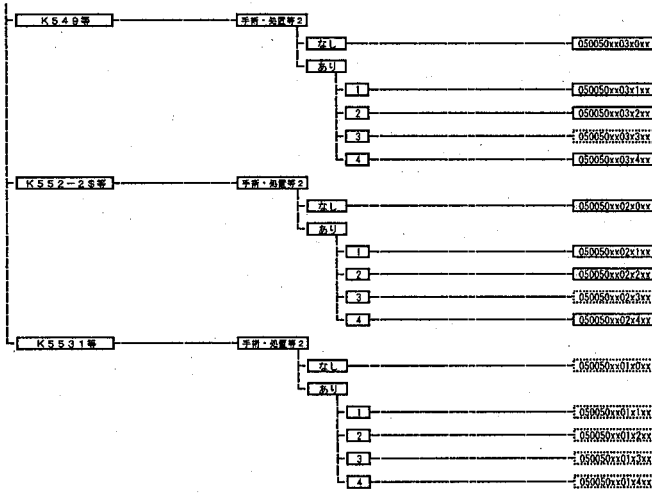 K549等 手術・処置等2
なし 050050xx03x0xx
あり
1 050050xx03x1xx
2 050050xx03x2xx
3 050050xx03x3xx
4 050050xx03x4xx
K552-2$等 手術・処置等2
なし 050050xx02x0xx
あり
1 050050xx02x1xx
2 050050xx02x2xx
3 050050xx02x3xx
4 050050xx02x4xx
K5531等 手術・処置等2
なし 050050xx01x0xx
あり
1 050050xx01x1xx
2 050050xx01x2xx
3 050050xx01x3xx
4 050050xx01x4xx